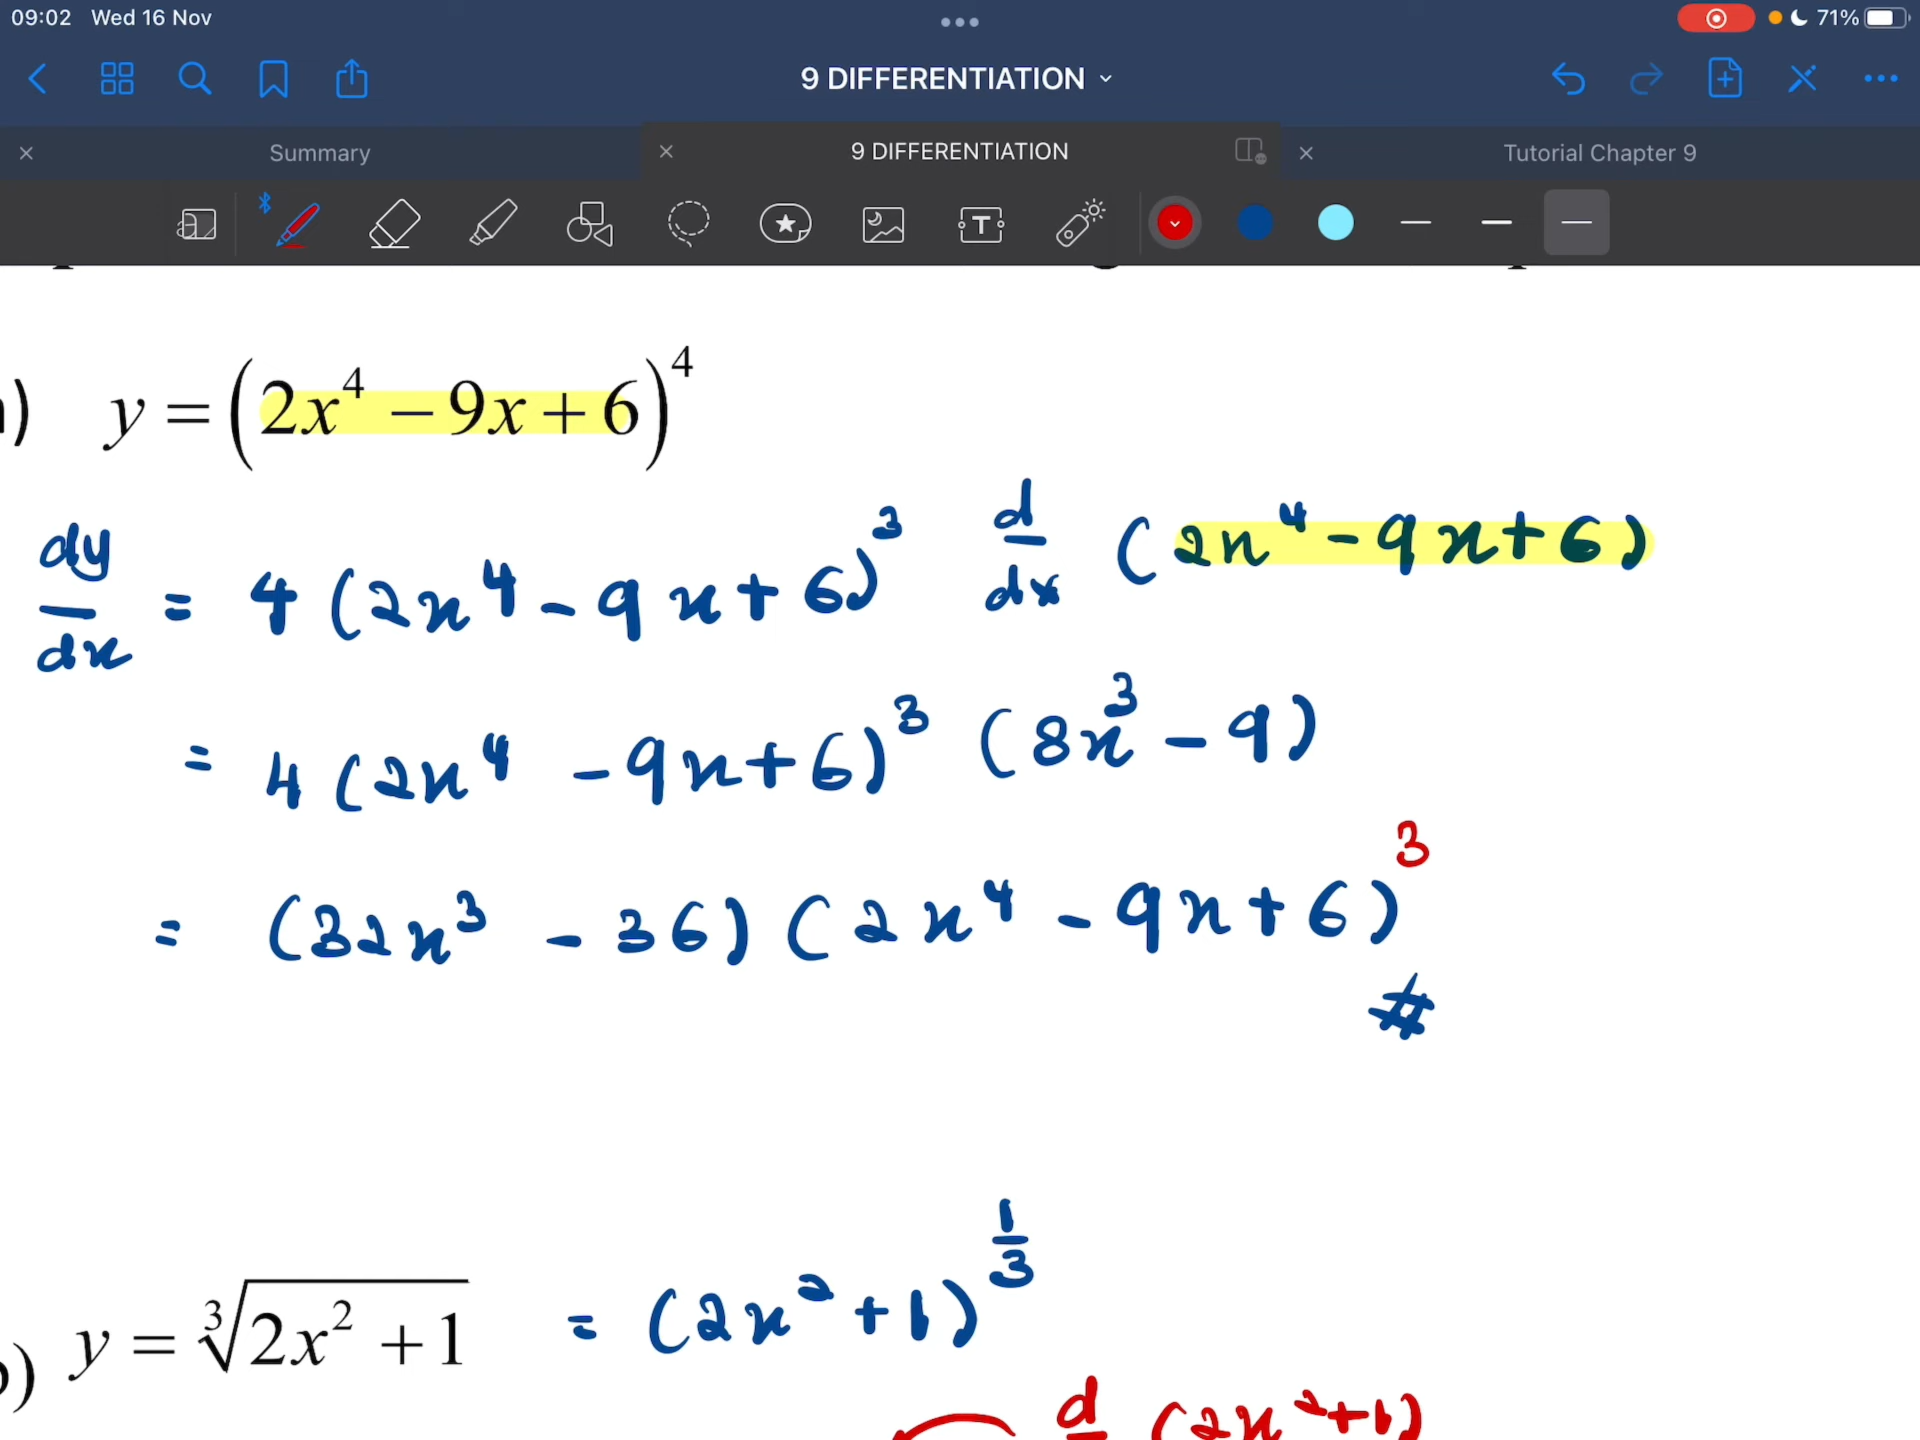 09:02 Wed 16 Nov
71%
9 DIFFERENTIATION
Summary
9 DIFFERENTIATION
Tutorial Chapter 9
T
) y = (2x⁴ − 9x + 6)⁴
dy/dx = 4 (2x⁴ - 9x + 6)³ d/dx (2x⁴ - 9x + 6)
= 4 (2x⁴ - 9x + 6)³ (8x³ - 9)
= (32x³ - 36) (2x⁴ - 9x + 6)³
#
) y = ∛(2x² + 1) = (2x² + 1)^(1/3)
d (2x² + 1)